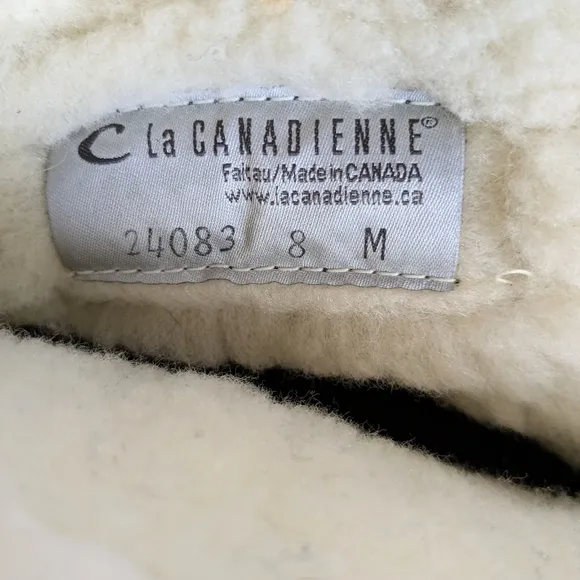 C La CANADIENNE®
Fait au/Made in CANADA
www.lacanadienne.ca
24083 8 M